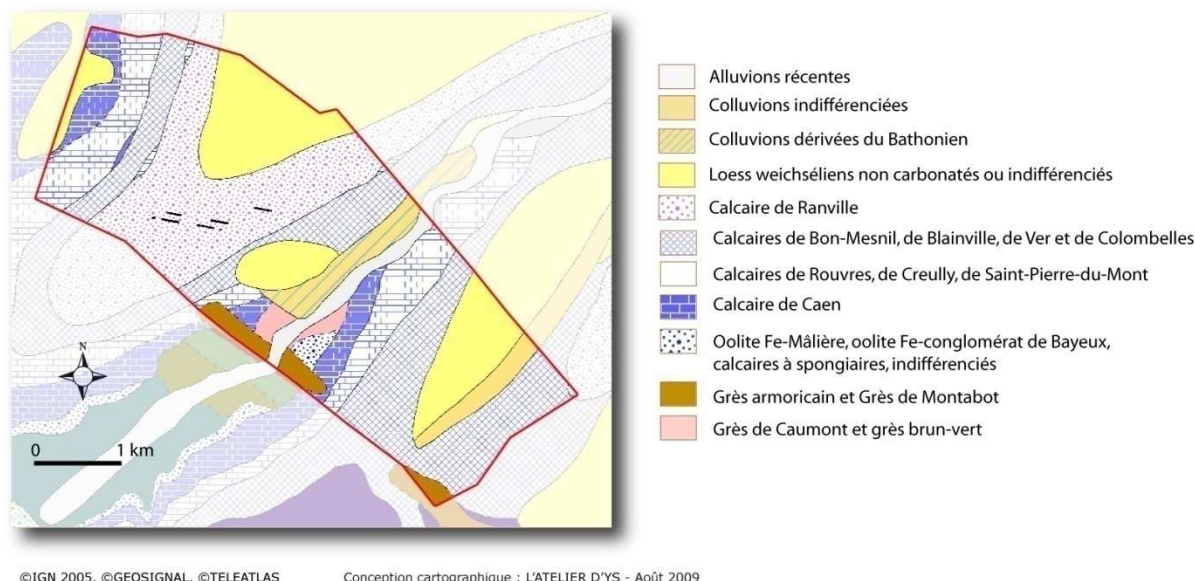 Alluvions récentes
Colluvions indifférenciées
Colluvions dérivées du Bathonien
Loess weichséliens non carbonatés ou indifférenciés
Calcaire de Ranville
Calcaires de Bon-Mesnil, de Blainville, de Ver et de Colombelles
Calcaires de Rouvres, de Creully, de Saint-Pierre-du-Mont
Calcaire de Caen
Oolite Fe-Mâlière, oolite Fe-conglomérat de Bayeux,
calcaires à spongiaires, indifférenciés
Grès armoricain et Grès de Montabot
Grès de Caumont et grès brun-vert
N
0 1 km
©IGN 2005, ©GEOSIGNAL, ©TELEATLAS Conception cartographique : L'ATELIER D'YS - Août 2009